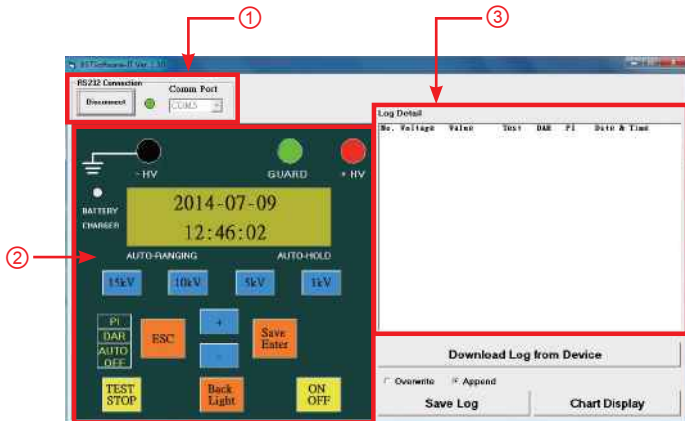 ①
③
RS232 Connection
Comm Port
Disconnect
COM5
Log Detail
No. Voltage Value Test DAR PI Date & Time
- HV
GUARD
+ HV
BATTERY
CHARGER
2014-07-09
12:46:02
②
AUTO-RANGING
AUTO-HOLD
15kV
10kV
5kV
1kV
PI
DAR
AUTO
OFF
ESC
+
-
Save
Enter
TEST
STOP
Back
Light
ON
OFF
Download Log from Device
Overwrite
Append
Save Log
Chart Display